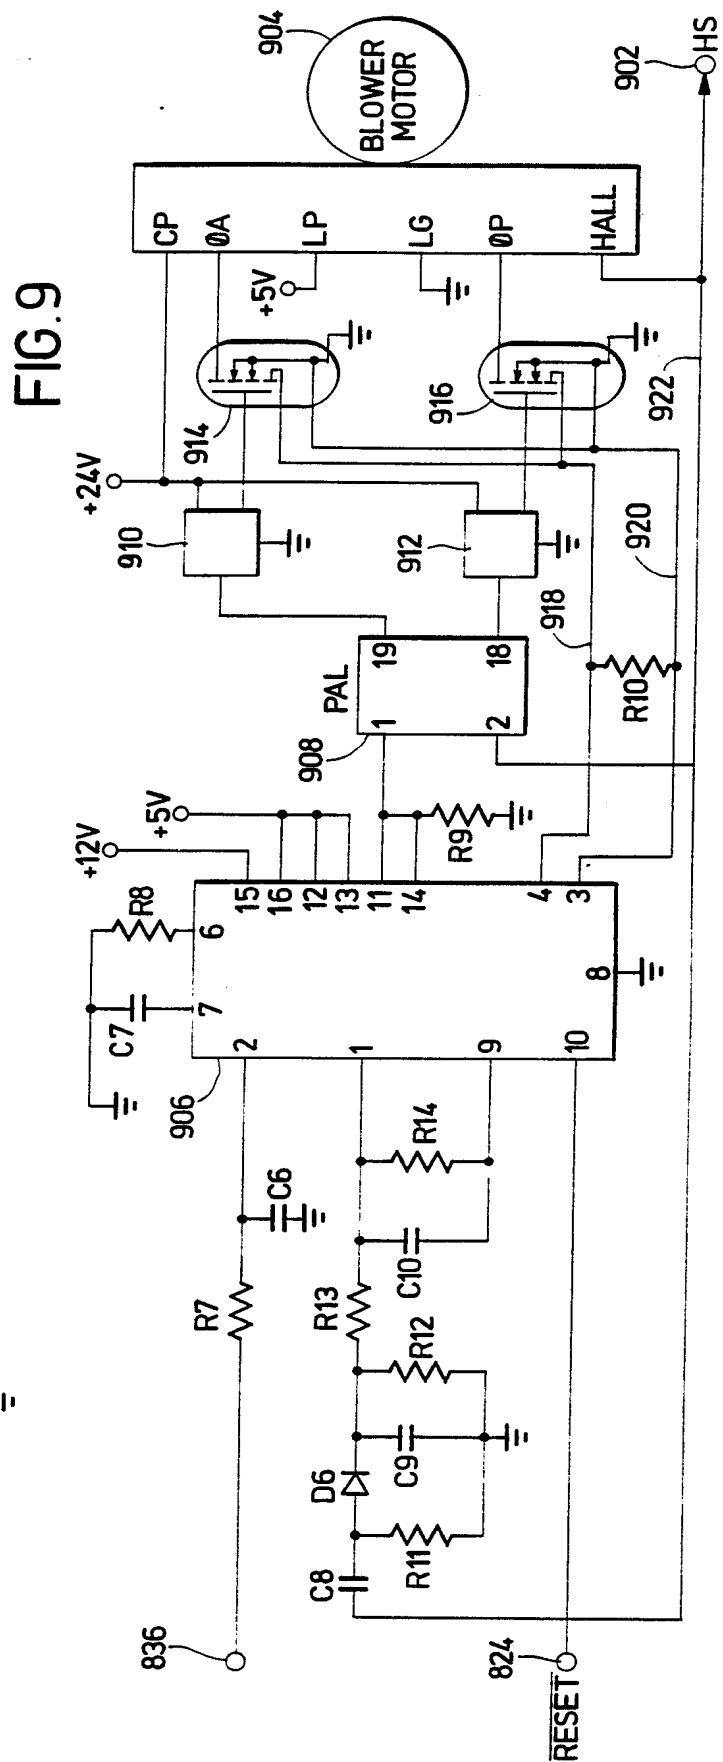 FIG.9
904
BLOWER
MOTOR
902
HS
CP
ØA
LP
LG
ØP
HALL
+5V
914
916
922
+24V
910
912
918
920
R10
PAL
908
19
18
1
2
R9
+12V
+5V
15
16
12
13
11
14
4
3
R8
6
C7
7
8
906
2
1
9
10
R7
C6
R14
C10
R13
R12
C9
D6
R11
C8
836
824
RESET